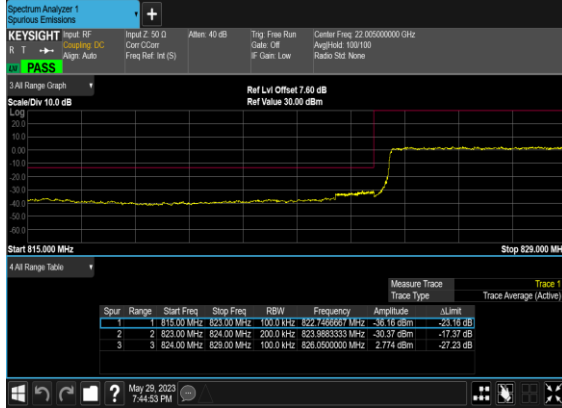 Spectrum Analyzer 1
Spurious Emissions
+
KEYSIGHT Input: RF Input Z: 50 Ω Atten: 40 dB Trig: Free Run Center Freq: 22.005000000 GHz
R T Coupling: DC Corr CCorr Gate: Off Avg|Hold: 100/100
Align: Auto Freq Ref: Int (S) IF Gain: Low Radio Std: None
PASS
3 All Range Graph Ref Lvl Offset 7.60 dB
Scale/Div 10.0 dB Ref Value 30.00 dBm
Log
20.0
10.0
0.00
-10.0
-20.0
-30.0
-40.0
-50.0
-60.0
Start 815.000 MHz Stop 829.000 MH
4 All Range Table
Measure Trace Trace 1
Trace Type Trace Average (Active)
Spur Range Start Freq Stop Freq RBW Frequency Amplitude ΔLimit
1 1 815.00 MHz 823.00 MHz 100.0 kHz 822.7466667 MHz -36.16 dBm -23.16 dB
2 2 823.00 MHz 824.00 MHz 200.0 kHz 823.9883333 MHz -30.37 dBm -17.37 dB
3 3 824.00 MHz 829.00 MHz 100.0 kHz 826.0500000 MHz 2.774 dBm -27.23 dB
? May 29, 2023
7:44:53 PM